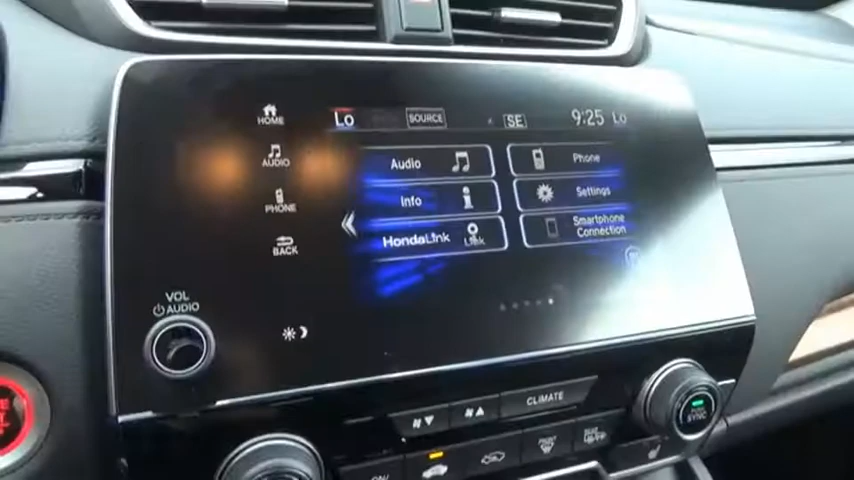 HOME
Lo
SOURCE
SE
9:25
Lo
AUDIO
Audio
Phone
PHONE
Info
Settings
BACK
HondaLink
Link
Smartphone
Connection
VOL
AUDIO
CLIMATE
SYNC